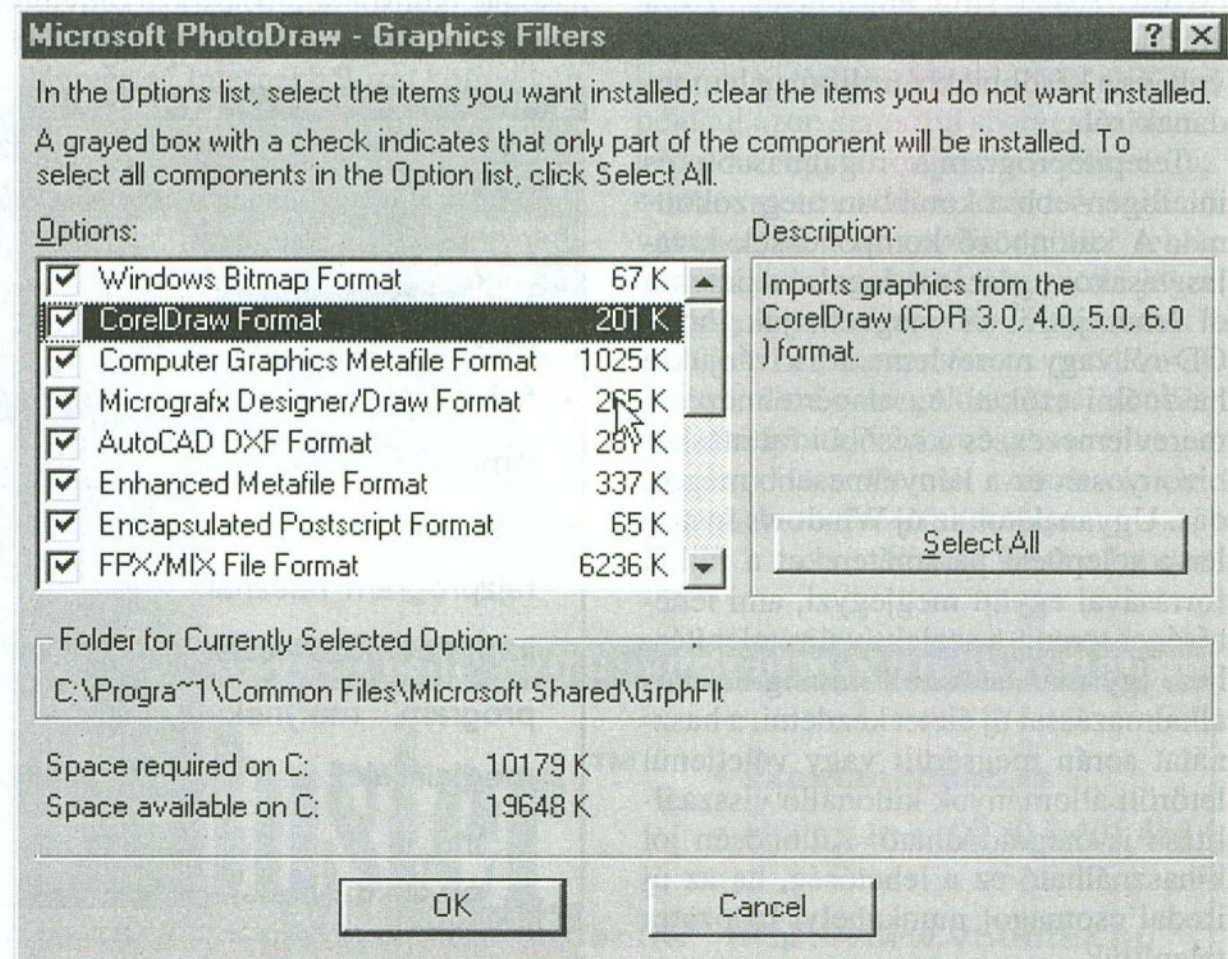 Microsoft PhotoDraw - Graphics Filters
In the Options list, select the items you want installed; clear the items you do not want installed.
A grayed box with a check indicates that only part of the component will be installed. To
select all components in the Option list, click Select All.
Options:
Windows Bitmap Format 67 K
CorelDraw Format 201 K
Computer Graphics Metafile Format 1025 K
Micrografx Designer/Draw Format 265 K
AutoCAD DXF Format K
Enhanced Metafile Format 337 K
Encapsulated Postscript Format 65 K
FPX/MIX File Format 6236 K
Description:
Imports graphics from the
CorelDraw (CDR 3.0, 4.0, 5.0, 6.0
) format.
Select All
Folder for Currently Selected Option:
C:\Progra~1\Common Files\Microsoft Shared\GrphFlt
Space required on C: 10179 K
Space available on C: 19648 K
OK
Cancel